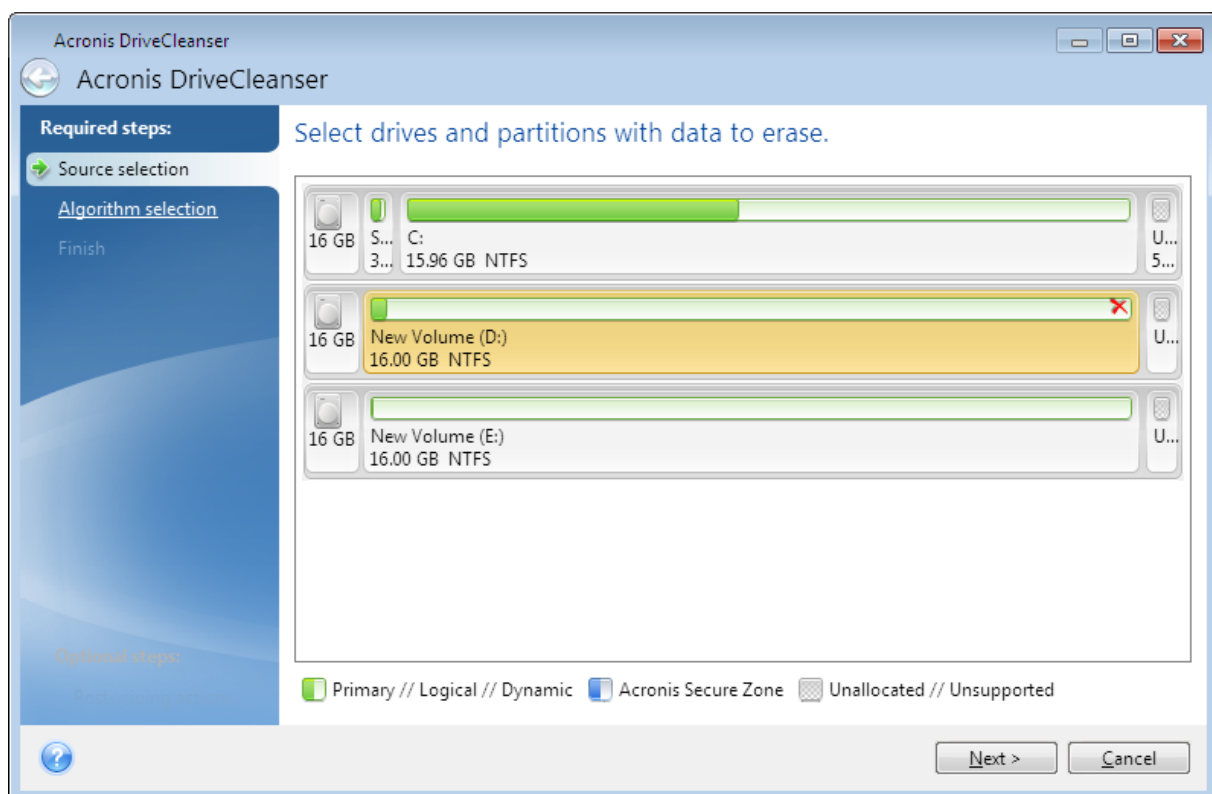 Acronis DriveCleanser
Acronis DriveCleanser
Required steps:
Source selection
Algorithm selection
Finish
Optional steps:
Select drives and partitions with data to erase.
16 GB
S...
3...
C:
15.96 GB NTFS
U...
5...
16 GB
New Volume (D:)
16.00 GB NTFS
U...
16 GB
New Volume (E:)
16.00 GB NTFS
U...
Primary // Logical // Dynamic
Acronis Secure Zone
Unallocated // Unsupported
?
Next >
Cancel